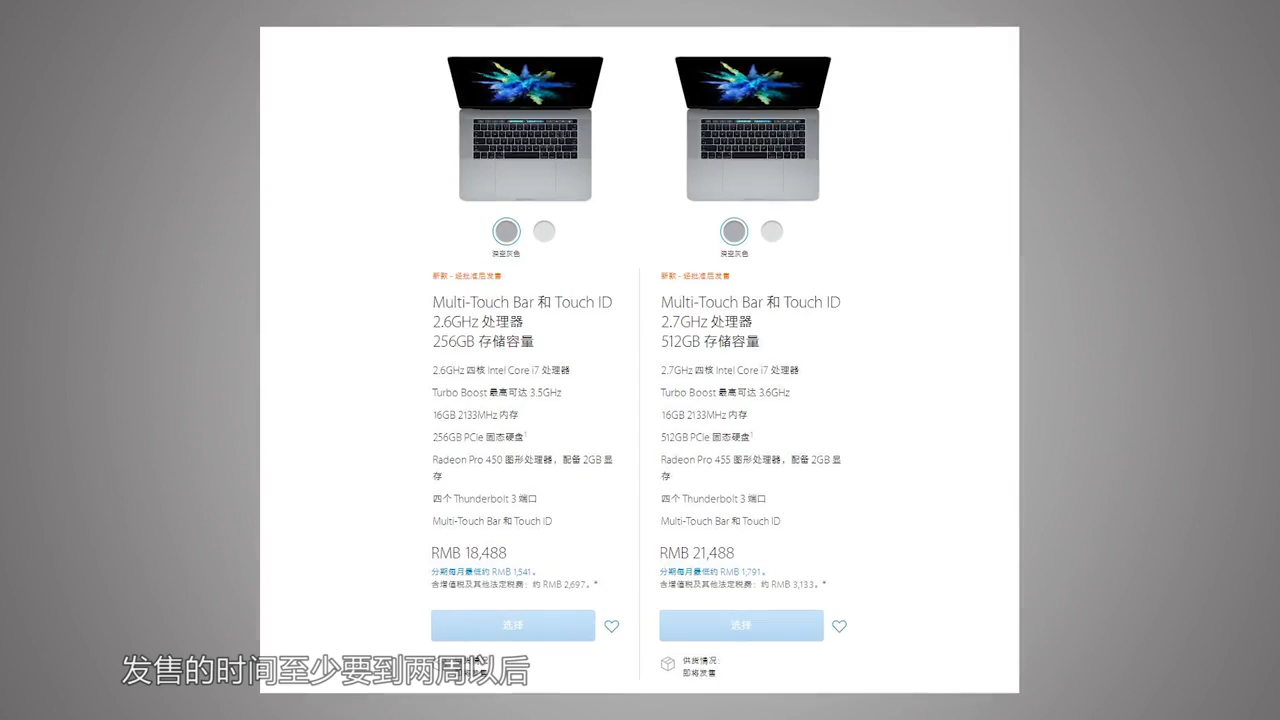 深空灰色
新款 - 经批准后发售
Multi-Touch Bar 和 Touch ID
2.6GHz 处理器
256GB 存储容量
2.6GHz 四核 Intel Core i7 处理器
Turbo Boost 最高可达 3.5GHz
16GB 2133MHz 内存
256GB PCIe 固态硬盘¹
Radeon Pro 450 图形处理器，配备 2GB 显
存
四个 Thunderbolt 3 端口
Multi-Touch Bar 和 Touch ID
RMB 18,488
分期每月最低约 RMB 1,541。
含增值税及其他法定税费：约 RMB 2,697。*
选择
深空灰色
新款 - 经批准后发售
Multi-Touch Bar 和 Touch ID
2.7GHz 处理器
512GB 存储容量
2.7GHz 四核 Intel Core i7 处理器
Turbo Boost 最高可达 3.6GHz
16GB 2133MHz 内存
512GB PCIe 固态硬盘¹
Radeon Pro 455 图形处理器，配备 2GB 显
存
四个 Thunderbolt 3 端口
Multi-Touch Bar 和 Touch ID
RMB 21,488
分期每月最低约 RMB 1,791。
含增值税及其他法定税费：约 RMB 3,133。*
选择
供货情况：
即将发售
发售的时间至少要到两周以后